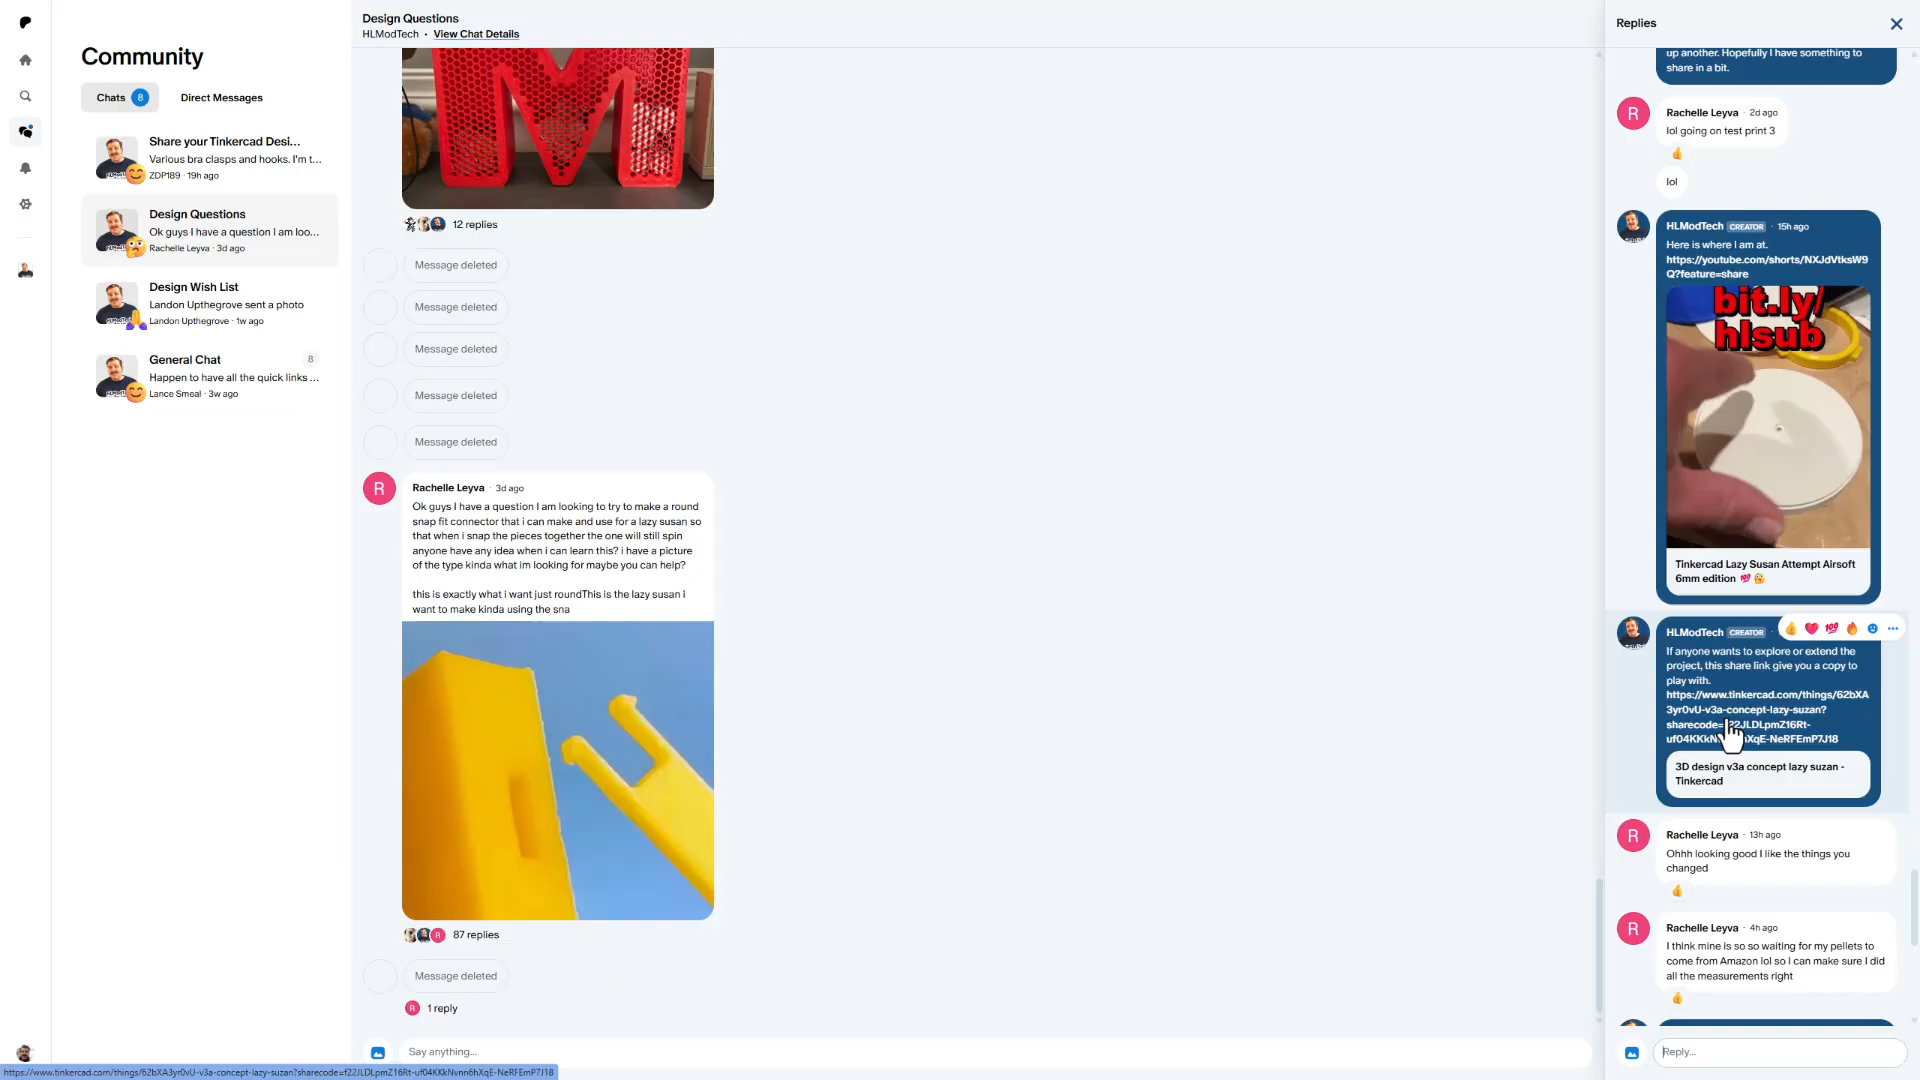 Community
Chats 8
Direct Messages
Share your Tinkercad Desi...
Various bra clasps and hooks. I'm t...
ZDP189 · 19h ago
Design Questions
Ok guys I have a question I am loo...
Rachelle Leyva · 3d ago
Design Wish List
Landon Upthegrove sent a photo
Landon Upthegrove · 1w ago
General Chat
8
Happen to have all the quick links ...
Lance Smeal · 3w ago
Design Questions
HLModTech • View Chat Details
12 replies
Message deleted
Message deleted
Message deleted
Message deleted
Message deleted
R
Rachelle Leyva · 3d ago
Ok guys I have a question I am looking to try to make a round
snap fit connector that i can make and use for a lazy susan so
that when i snap the pieces together the one will still spin
anyone have any idea when i can learn this? i have a picture
of the type kinda what im looking for maybe you can help?
this is exactly what i want just roundThis is the lazy susan i
want to make kinda using the sna
R
87 replies
Message deleted
R
1 reply
Say anything...
Replies
up another. Hopefully I have something to
share in a bit.
R
Rachelle Leyva · 2d ago
lol going on test print 3
lol
HLModTech CREATOR · 15h ago
Here is where I am at.
https://youtube.com/shorts/NXJdVtksW9
Q?feature=share
bit.ly/
hlsub
Tinkercad Lazy Susan Attempt Airsoft
6mm edition 💯 🤔
HLModTech CREATOR ·
If anyone wants to explore or extend the
project, this share link give you a copy to
play with.
https://www.tinkercad.com/things/62bXA
3yr0vU-v3a-concept-lazy-suzan?
sharecode=f22JLDLpmZ16Rt-
uf04KKkN hXqE-NeRFEmP7J18
3D design v3a concept lazy suzan -
Tinkercad
R
Rachelle Leyva · 13h ago
Ohhh looking good I like the things you
changed
R
Rachelle Leyva · 4h ago
I think mine is so so waiting for my pellets to
come from Amazon lol so I can make sure I did
all the measurements right
Reply...
https://www.tinkercad.com/things/62bXA3yr0vU-v3a-concept-lazy-suzan?sharecode=f22JLDLpmZ16Rt-uf04KKkNvnn6hXqE-NeRFEmP7J18